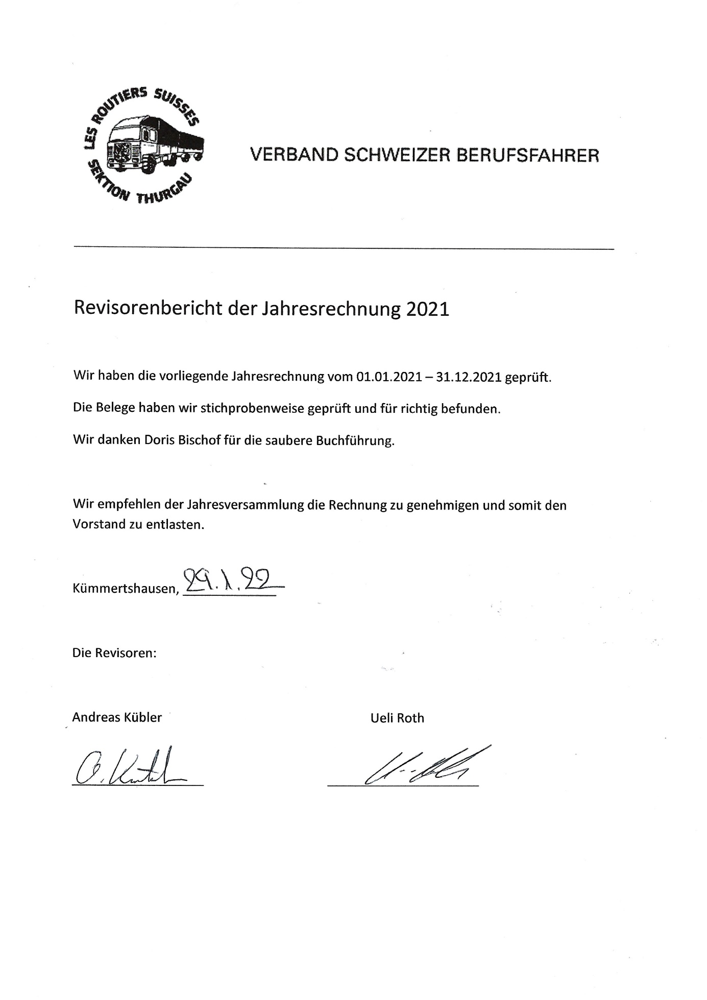 LES ROUTIERS SUISSES
SEKTION THURGAU
VERBAND SCHWEIZER BERUFSFAHRER
Revisorenbericht der Jahresrechnung 2021
Wir haben die vorliegende Jahresrechnung vom 01.01.2021 – 31.12.2021 geprüft.
Die Belege haben wir stichprobenweise geprüft und für richtig befunden.
Wir danken Doris Bischof für die saubere Buchführung.
Wir empfehlen der Jahresversammlung die Rechnung zu genehmigen und somit den
Vorstand zu entlasten.
Kümmertshausen, 29.1.22
Die Revisoren:
Andreas Kübler
Ueli Roth